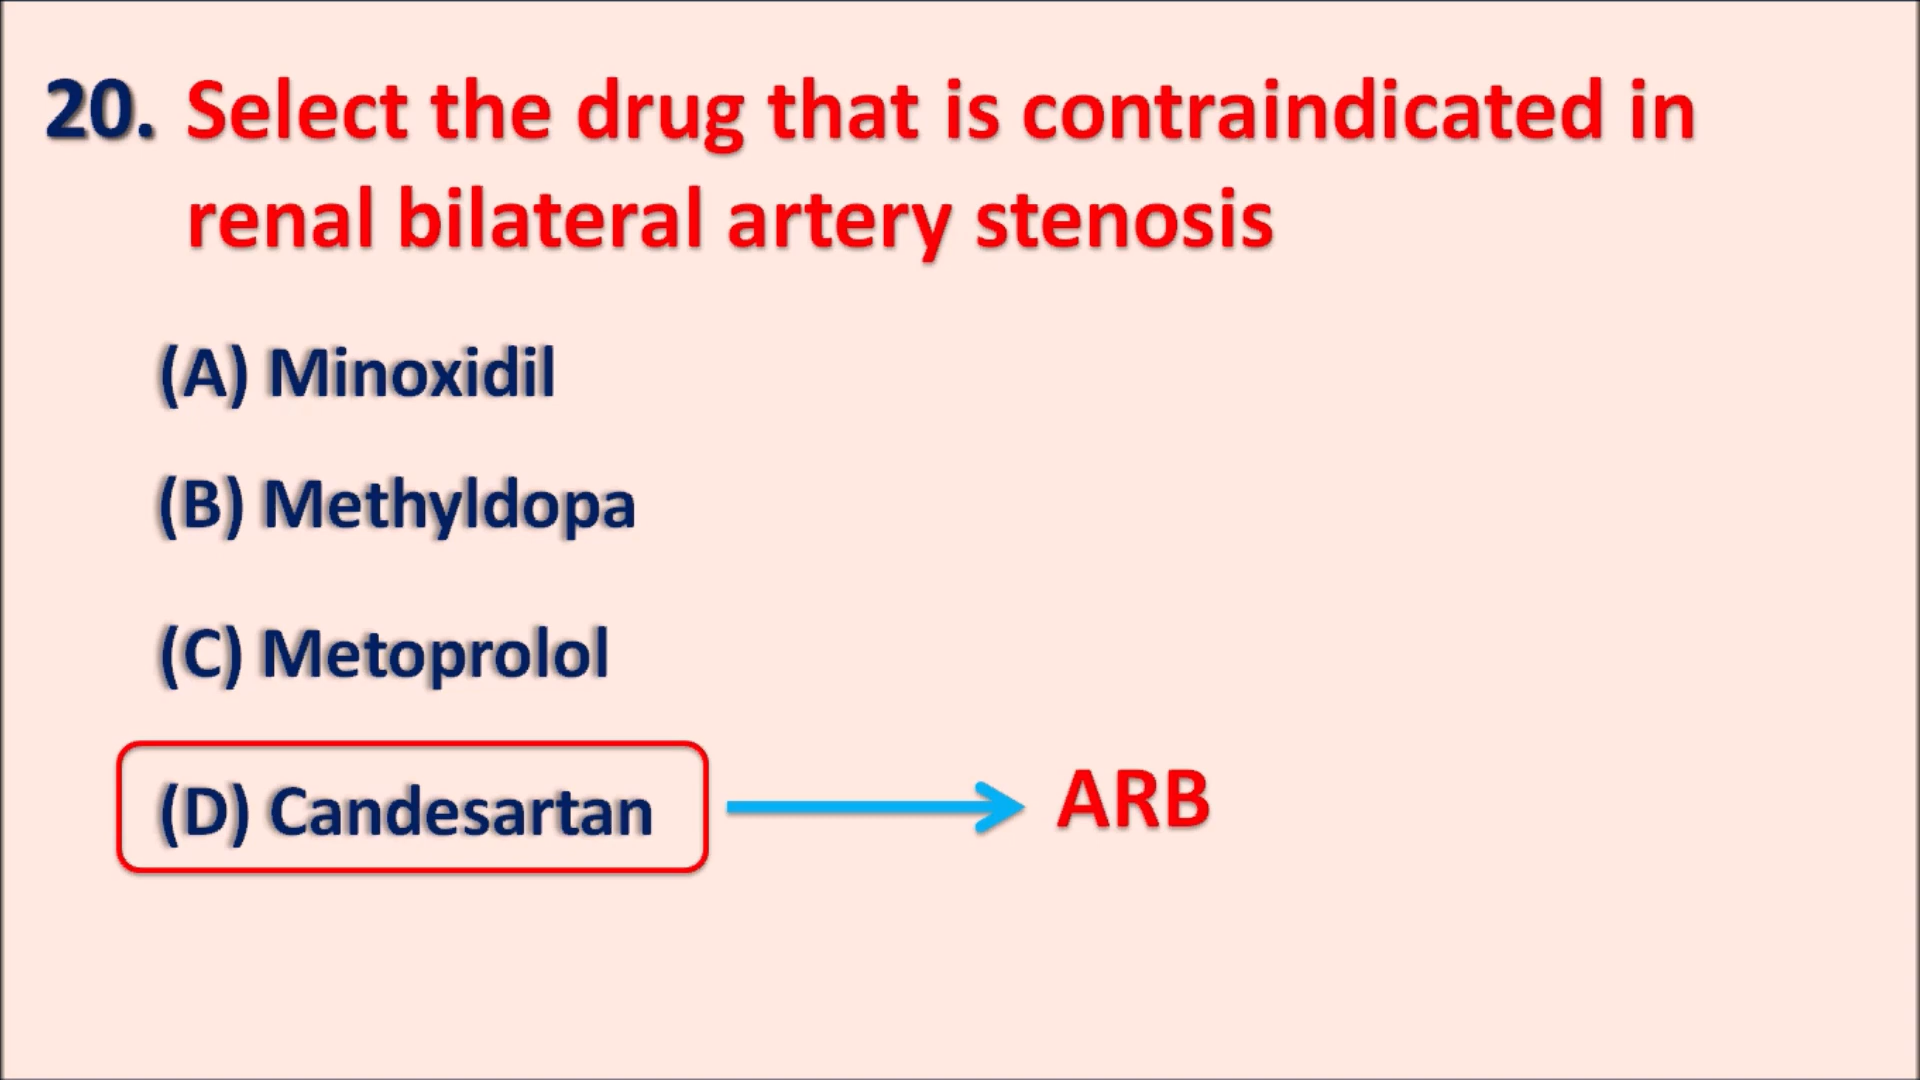 20. Select the drug that is contraindicated in
renal bilateral artery stenosis
(A) Minoxidil
(B) Methyldopa
(C) Metoprolol
(D) Candesartan ARB